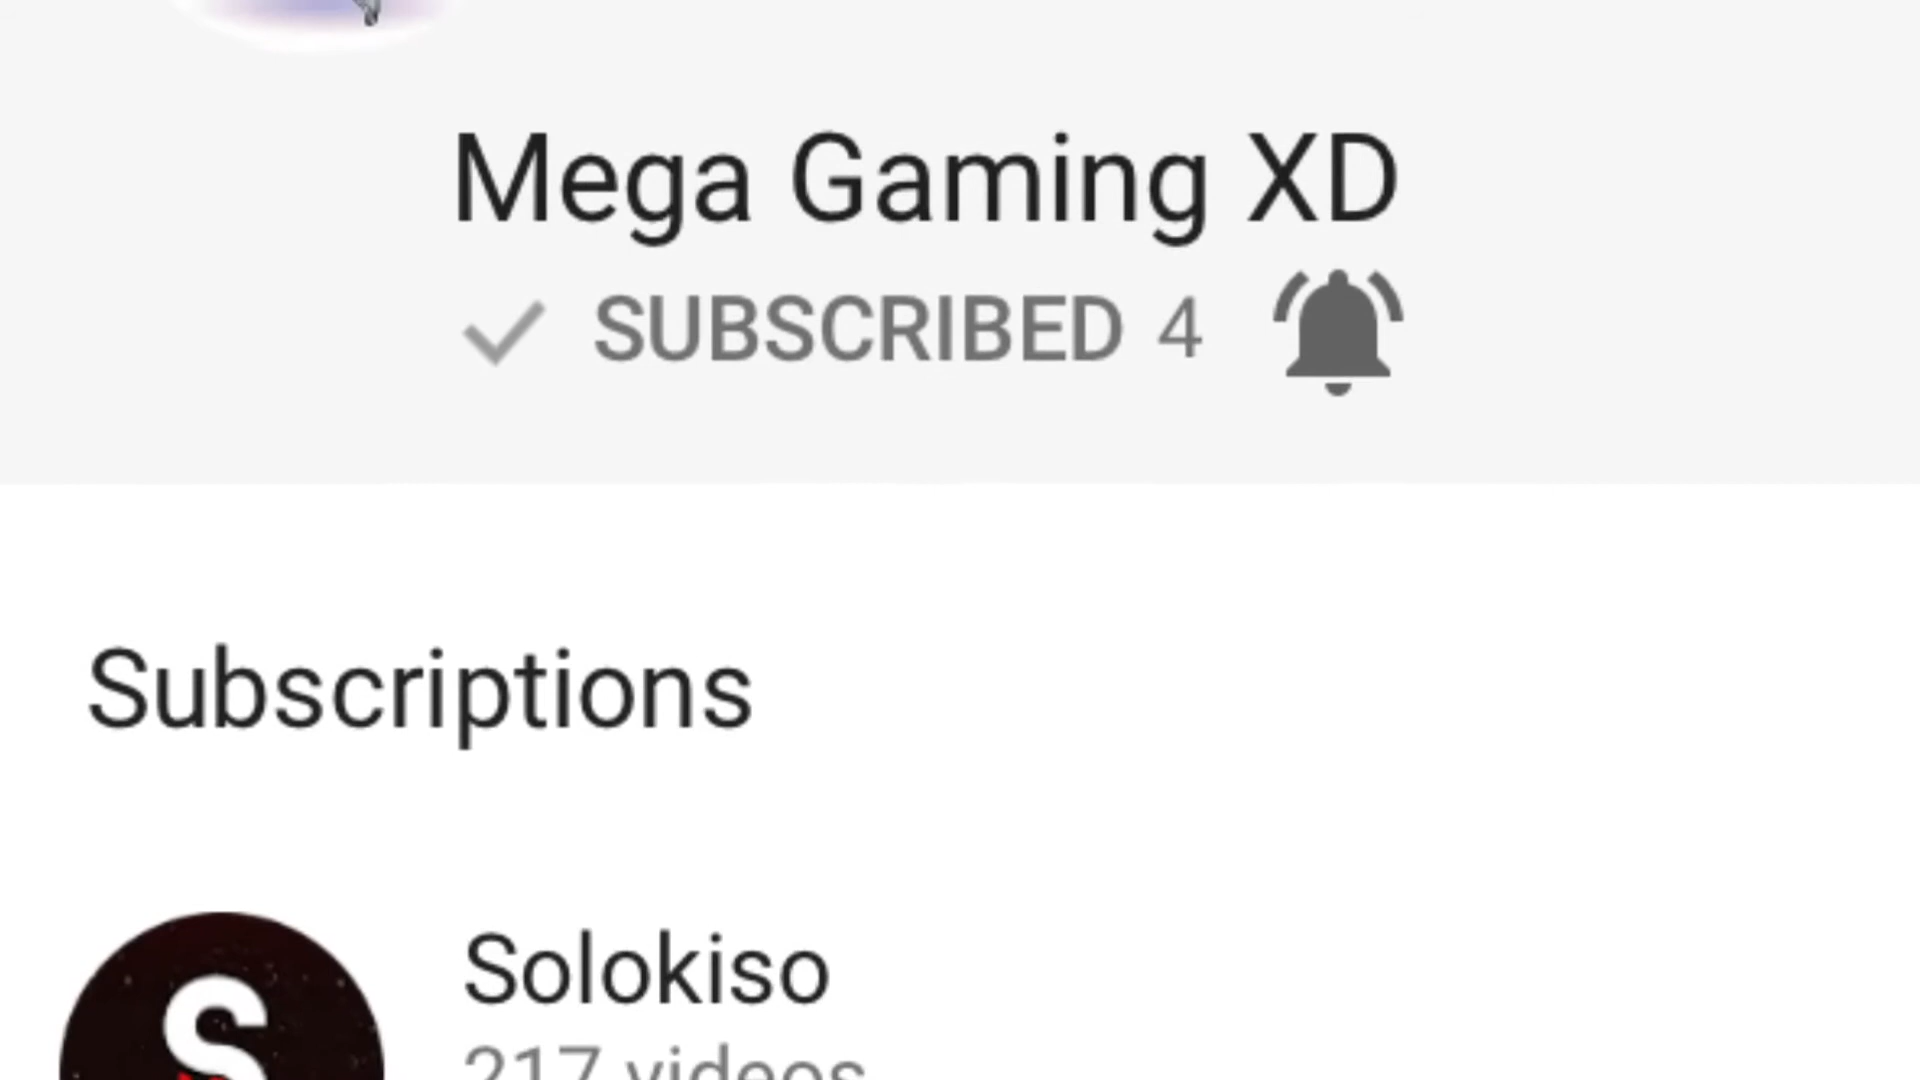 Mega Gaming XD
SUBSCRIBED 4
Subscriptions
Solokiso
S
217 videos